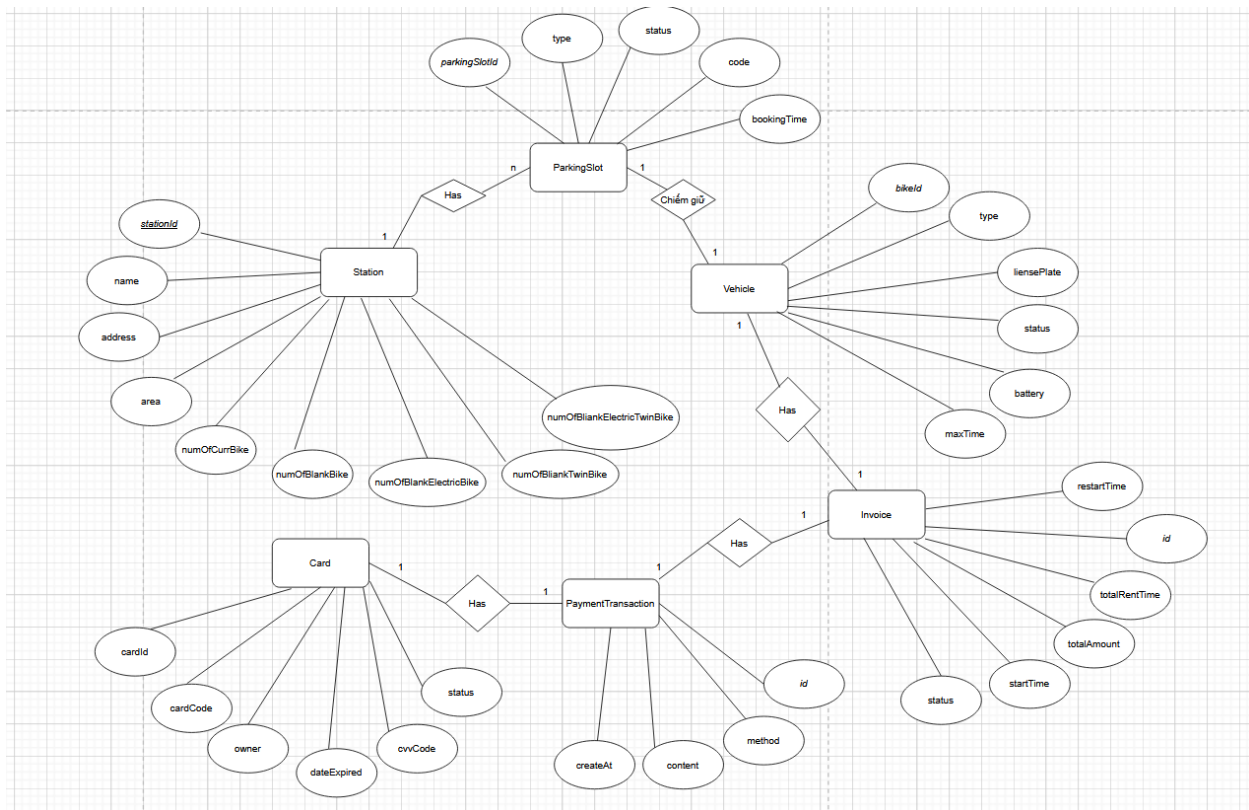 status
type
parkingSlotId
code
bookingTime
ParkingSlot
n
1
Has
Chiếm giữ
bikeId
type
stationId
1
1
liensePlate
name
Station
Vehicle
status
address
1
battery
area
numOfBliankElectricTwinBike
Has
maxTime
numOfCurrBike
numOfBlankBike
numOfBlankElectricBike
numOfBliankTwinBike
1
restartTime
Invoice
1
id
Has
Card
1
1
1
Has
PaymentTransaction
totalRentTime
totalAmount
cardId
status
id
startTime
status
cardCode
owner
cvvCode
method
dateExpired
createAt
content